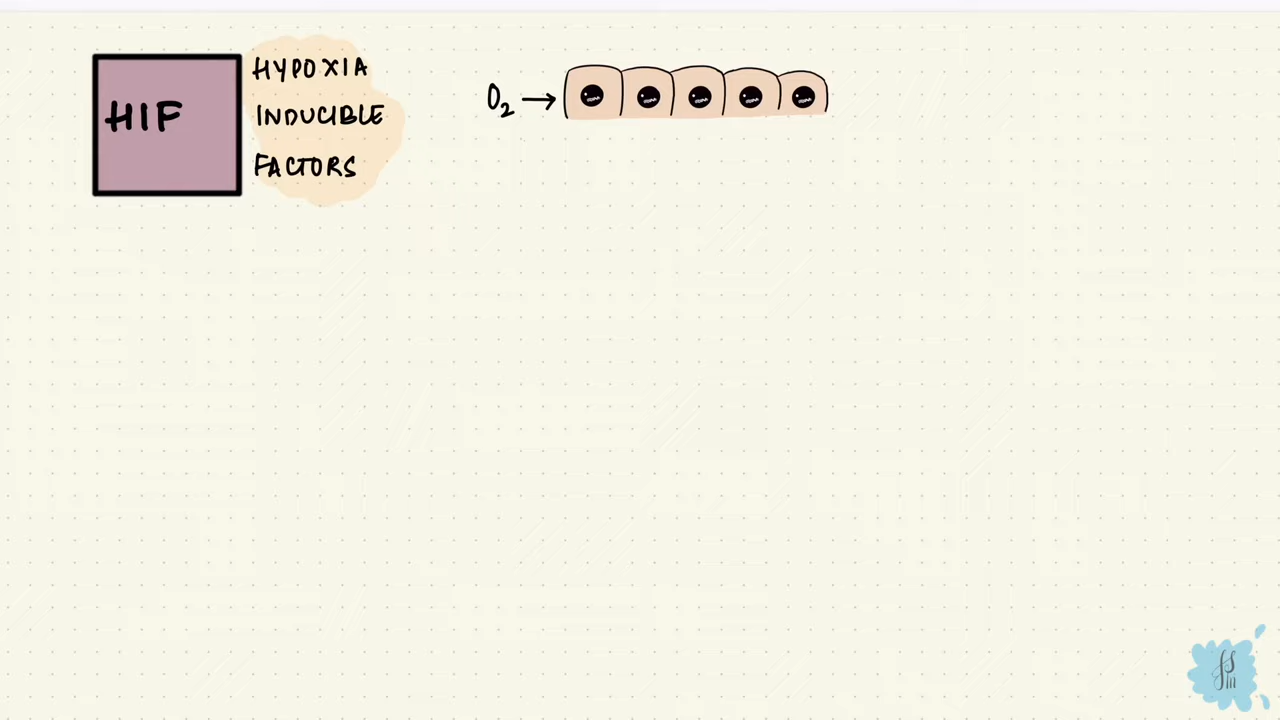 HIF
HYPOXIA
INDUCIBLE
FACTORS
O₂ →